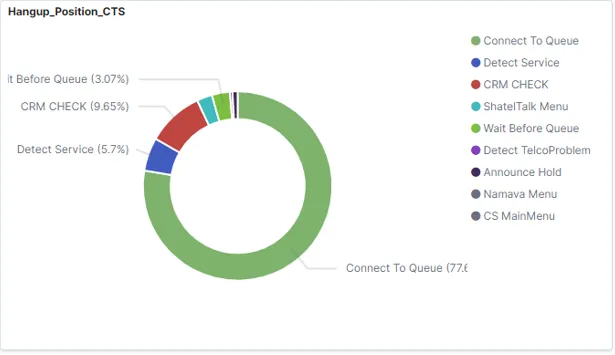 Hangup_Position_CTS
it Before Queue (3.07%)
CRM CHECK (9.65%)
Detect Service (5.7%)
Connect To Queue (77.6
Connect To Queue
Detect Service
CRM CHECK
ShatelTalk Menu
Wait Before Queue
Detect TelcoProblem
Announce Hold
Namava Menu
CS MainMenu